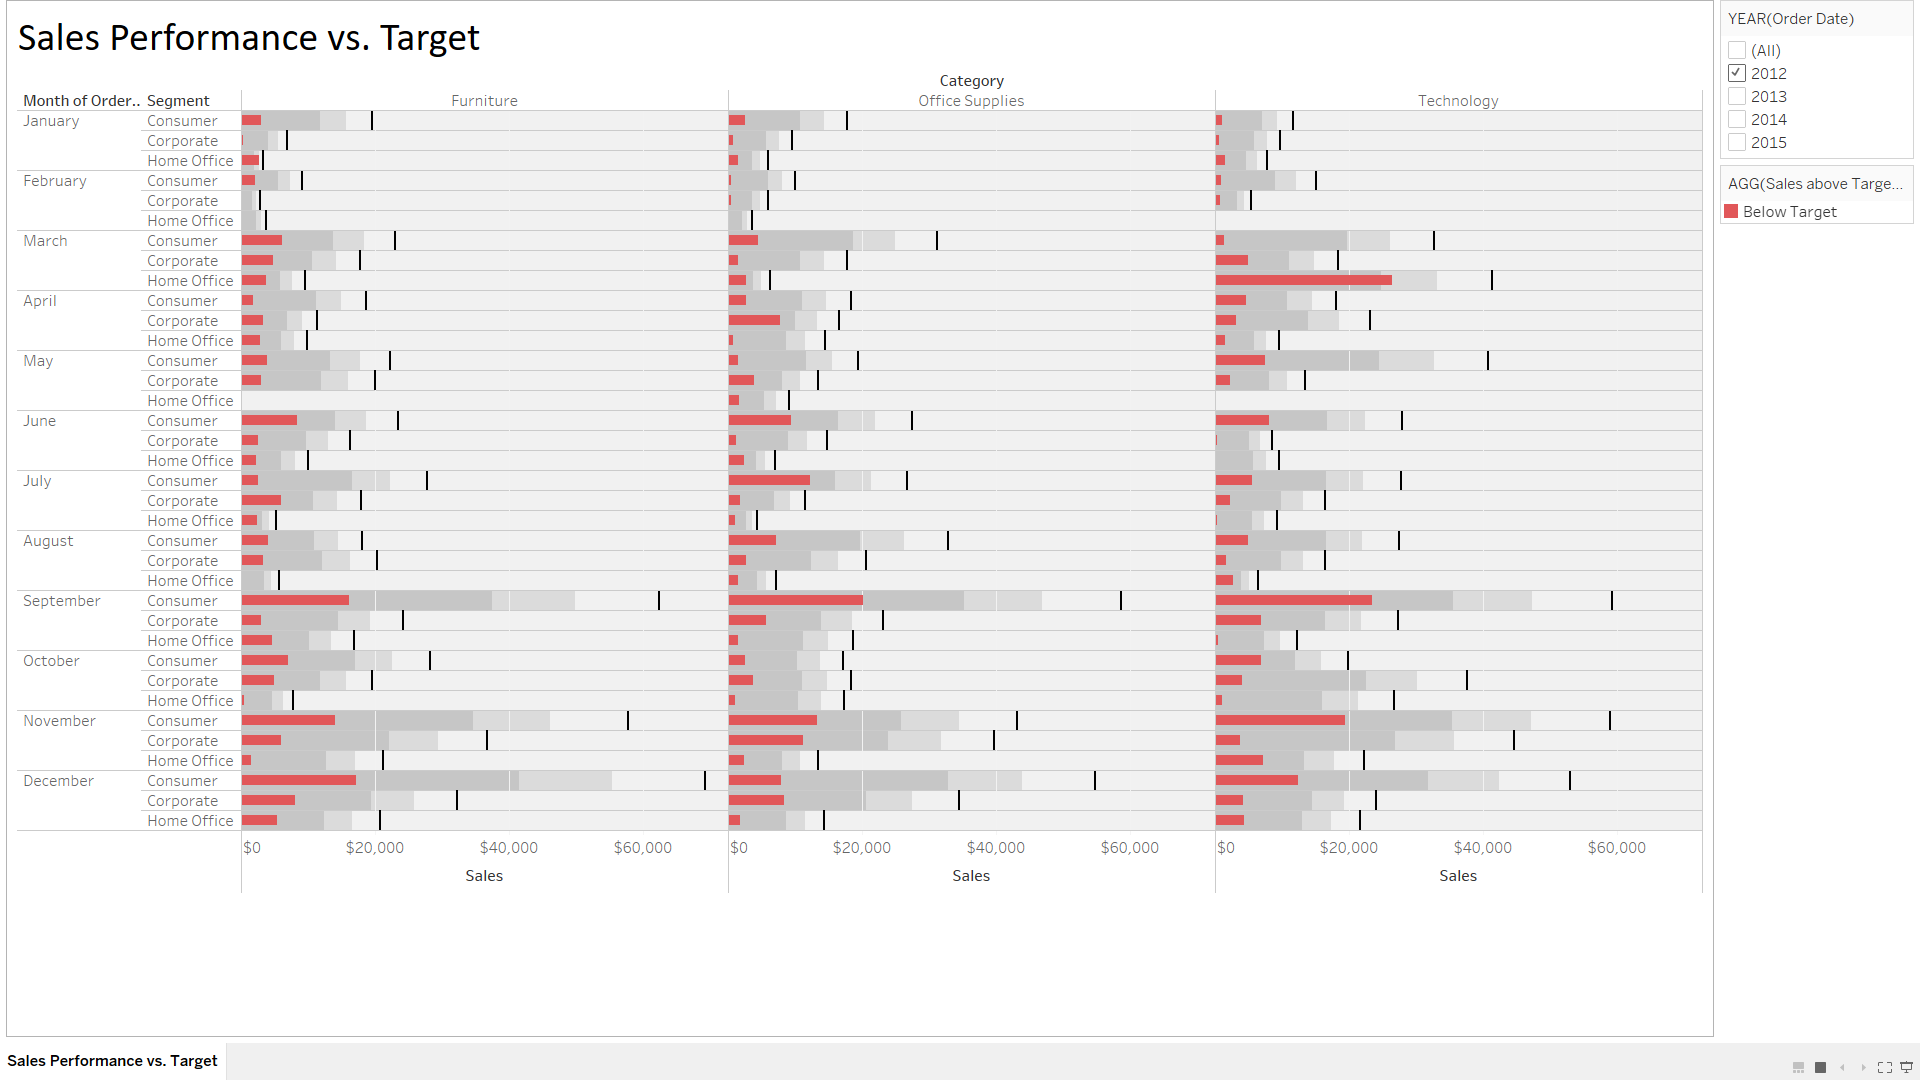 Sales Performance vs. Target
Category
Month of Order.. Segment Furniture Office Supplies Technology
January Consumer
Corporate
Home Office
February Consumer
Corporate
Home Office
March Consumer
Corporate
Home Office
April Consumer
Corporate
Home Office
May Consumer
Corporate
Home Office
June Consumer
Corporate
Home Office
July Consumer
Corporate
Home Office
August Consumer
Corporate
Home Office
September Consumer
Corporate
Home Office
October Consumer
Corporate
Home Office
November Consumer
Corporate
Home Office
December Consumer
Corporate
Home Office
$0 $20,000 $40,000 $60,000 $0 $20,000 $40,000 $60,000 $0 $20,000 $40,000 $60,000
Sales Sales Sales
YEAR(Order Date)
(All)
2012
2013
2014
2015
AGG(Sales above Targe...
Below Target
Sales Performance vs. Target